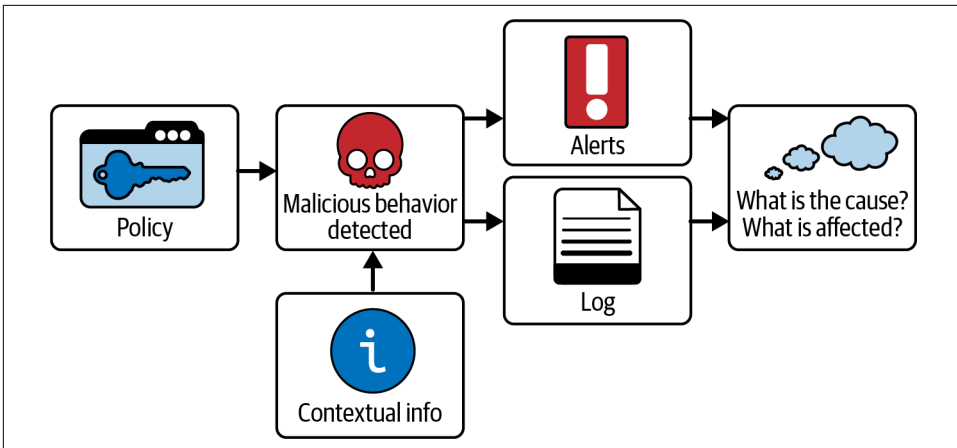 Policy
Malicious behavior
detected
Contextual info
i
Alerts
Log
What is the cause?
What is affected?